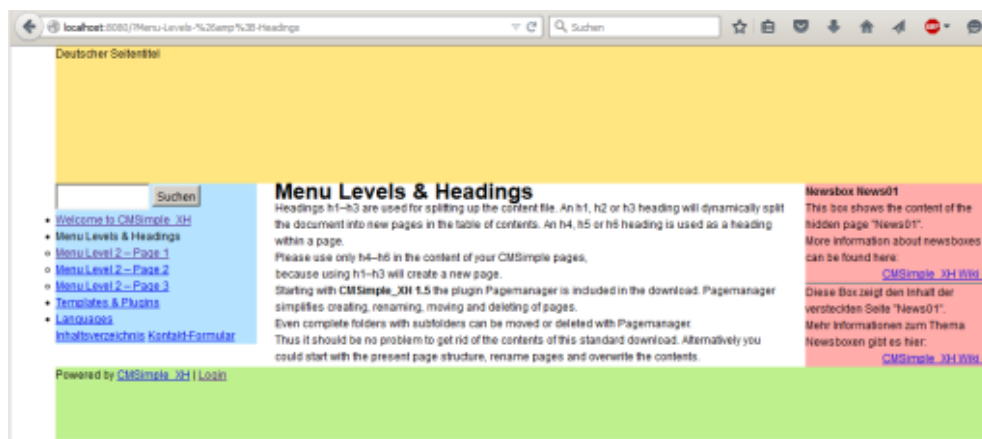 localhost:8080/?Menu-Levels-%26amp%3B-Headings
Suchen
Deutscher Seitentitel
Suchen
Welcome to CMSimple_XH
Menu Levels & Headings
Menu Level 2 – Page 1
Menu Level 2 – Page 2
Menu Level 2 – Page 3
Templates & Plugins
Languages
Inhaltsverzeichnis Kontakt-Formular
Menu Levels & Headings
Headings h1–h3 are used for splitting up the content file. An h1, h2 or h3 heading will dynamically split
the document into new pages in the table of contents. An h4, h5 or h6 heading is used as a heading
within a page.
Please use only h4–h6 in the content of your CMSimple pages,
because using h1–h3 will create a new page.
Starting with CMSimple_XH 1.5 the plugin Pagemanager is included in the download. Pagemanager
simplifies creating, renaming, moving and deleting of pages.
Even complete folders with subfolders can be moved or deleted with Pagemanager.
Thus it should be no problem to get rid of the contents of this standard download. Alternatively you
could start with the present page structure, rename pages and overwrite the contents.
Newsbox News01
This box shows the content of the
hidden page "News01".
More information about newsboxes
can be found here:
CMSimple_XH Wiki
Diese Box zeigt den Inhalt der
versteckten Seite "News01".
Mehr Informationen zum Thema
Newsboxen gibt es hier:
CMSimple_XH Wiki
Powered by CMSimple_XH | Login